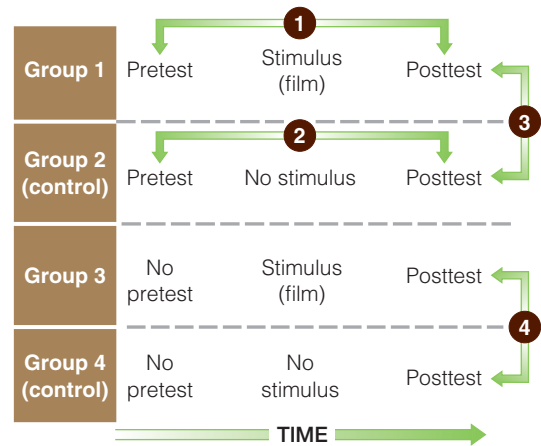 1
Group 1
Pretest
Stimulus
(film)
Posttest
3
2
Group 2
(control)
Pretest
No stimulus
Posttest
Group 3
No
pretest
Stimulus
(film)
Posttest
4
Group 4
(control)
No
pretest
No
stimulus
Posttest
TIME